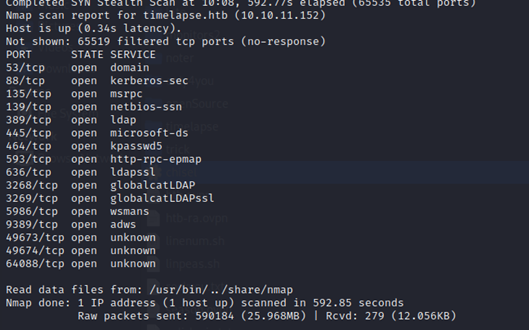 Completed SYN Stealth Scan at 10:08, 592.77s elapsed (65535 total ports)
Nmap scan report for timelapse.htb (10.10.11.152)
Host is up (0.34s latency).
Not shown: 65519 filtered tcp ports (no-response)
PORT STATE SERVICE
53/tcp open domain
88/tcp open kerberos-sec
135/tcp open msrpc
139/tcp open netbios-ssn
389/tcp open ldap
445/tcp open microsoft-ds
464/tcp open kpasswd5
593/tcp open http-rpc-epmap
636/tcp open ldapssl
3268/tcp open globalcatLDAP
3269/tcp open globalcatLDAPssl
5986/tcp open wsmans
9389/tcp open adws
49673/tcp open unknown
49674/tcp open unknown
64088/tcp open unknown
Read data files from: /usr/bin/../share/nmap
Nmap done: 1 IP address (1 host up) scanned in 592.85 seconds
Raw packets sent: 590184 (25.968MB) | Rcvd: 279 (12.056KB)